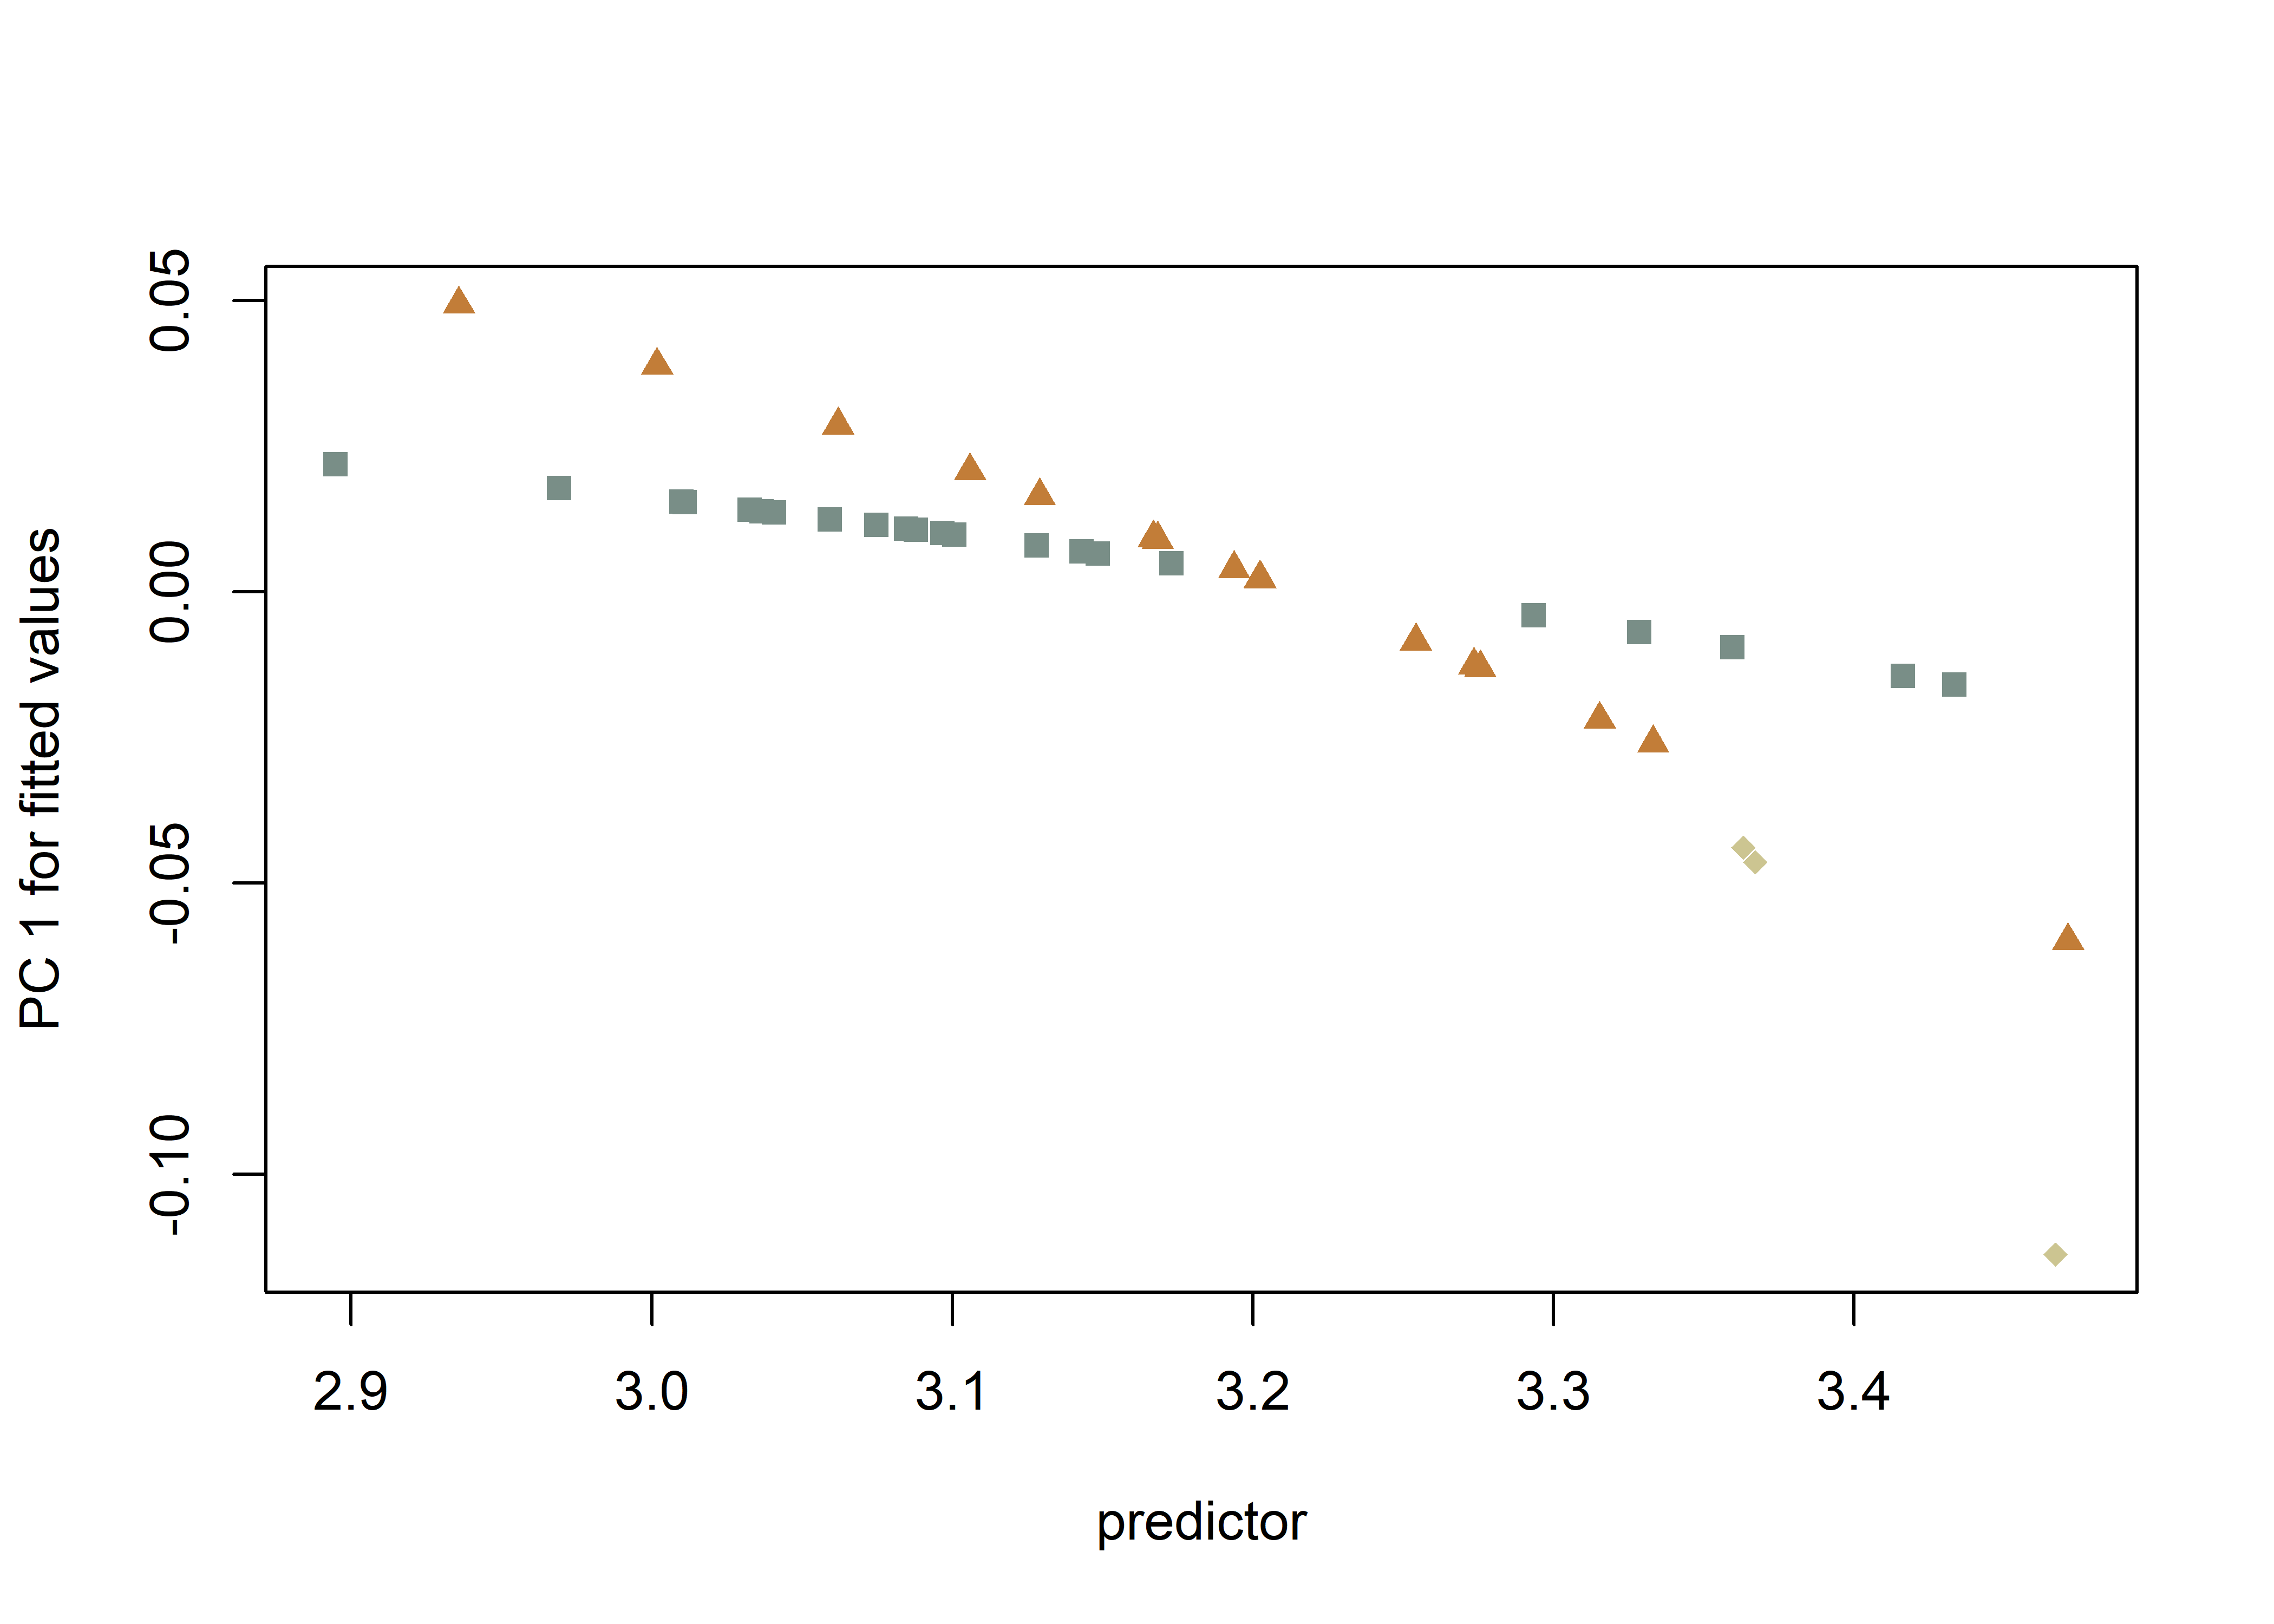 PC 1 for fitted values
0.05
0.00
-0.05
-0.10
2.9 3.0 3.1 3.2 3.3 3.4
predictor